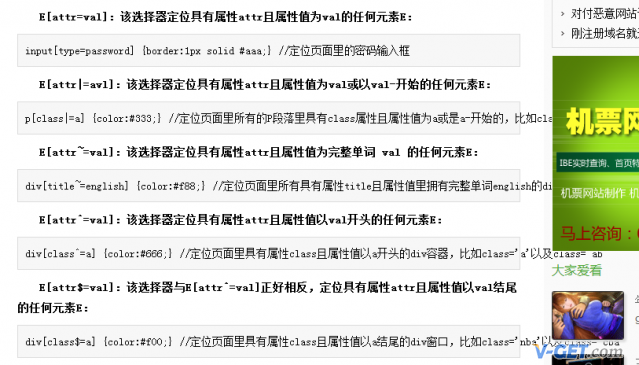 E[attr=val]：该选择器定位具有属性attr且属性值为val的任何元素E：
input[type=password] {border:1px solid #aaa;} //定位页面里的密码输入框
E[attr|=avl]：该选择器定位具有属性attr且属性值为val或以val-开始的任何元素E：
p[class|=a] {color:#333;} //定位页面里所有的P段落里具有class属性且属性值为a或是a-开始的，比如cla
E[attr~=val]：该选择器定位具有属性attr且属性值为完整单词 val 的任何元素E：
div[title~=english] {color:#f88;} //定位页面里所有具有属性title且属性值里拥有完整单词english的di
E[attr^=val]：该选择器定位具有属性attr且属性值以val开头的任何元素E：
div[class^=a] {color:#666;} //定位页面里具有属性class且属性值以a开头的div容器，比如class='a'以及class='ab'
E[attr$=val]：该选择器与E[attr^=val]正好相反，定位具有属性attr且属性值以val结尾
的任何元素E：
div[class$=a] {color:#f00;} //定位页面里具有属性class且属性值以a结尾的div窗口，比如class='nba'以及class='cba'
› 对付恶意网站
› 刚注册域名就
机票网
IBE实时查询、首页特
机票网站制作 机
马上咨询：
大家爱看
V-GET.com